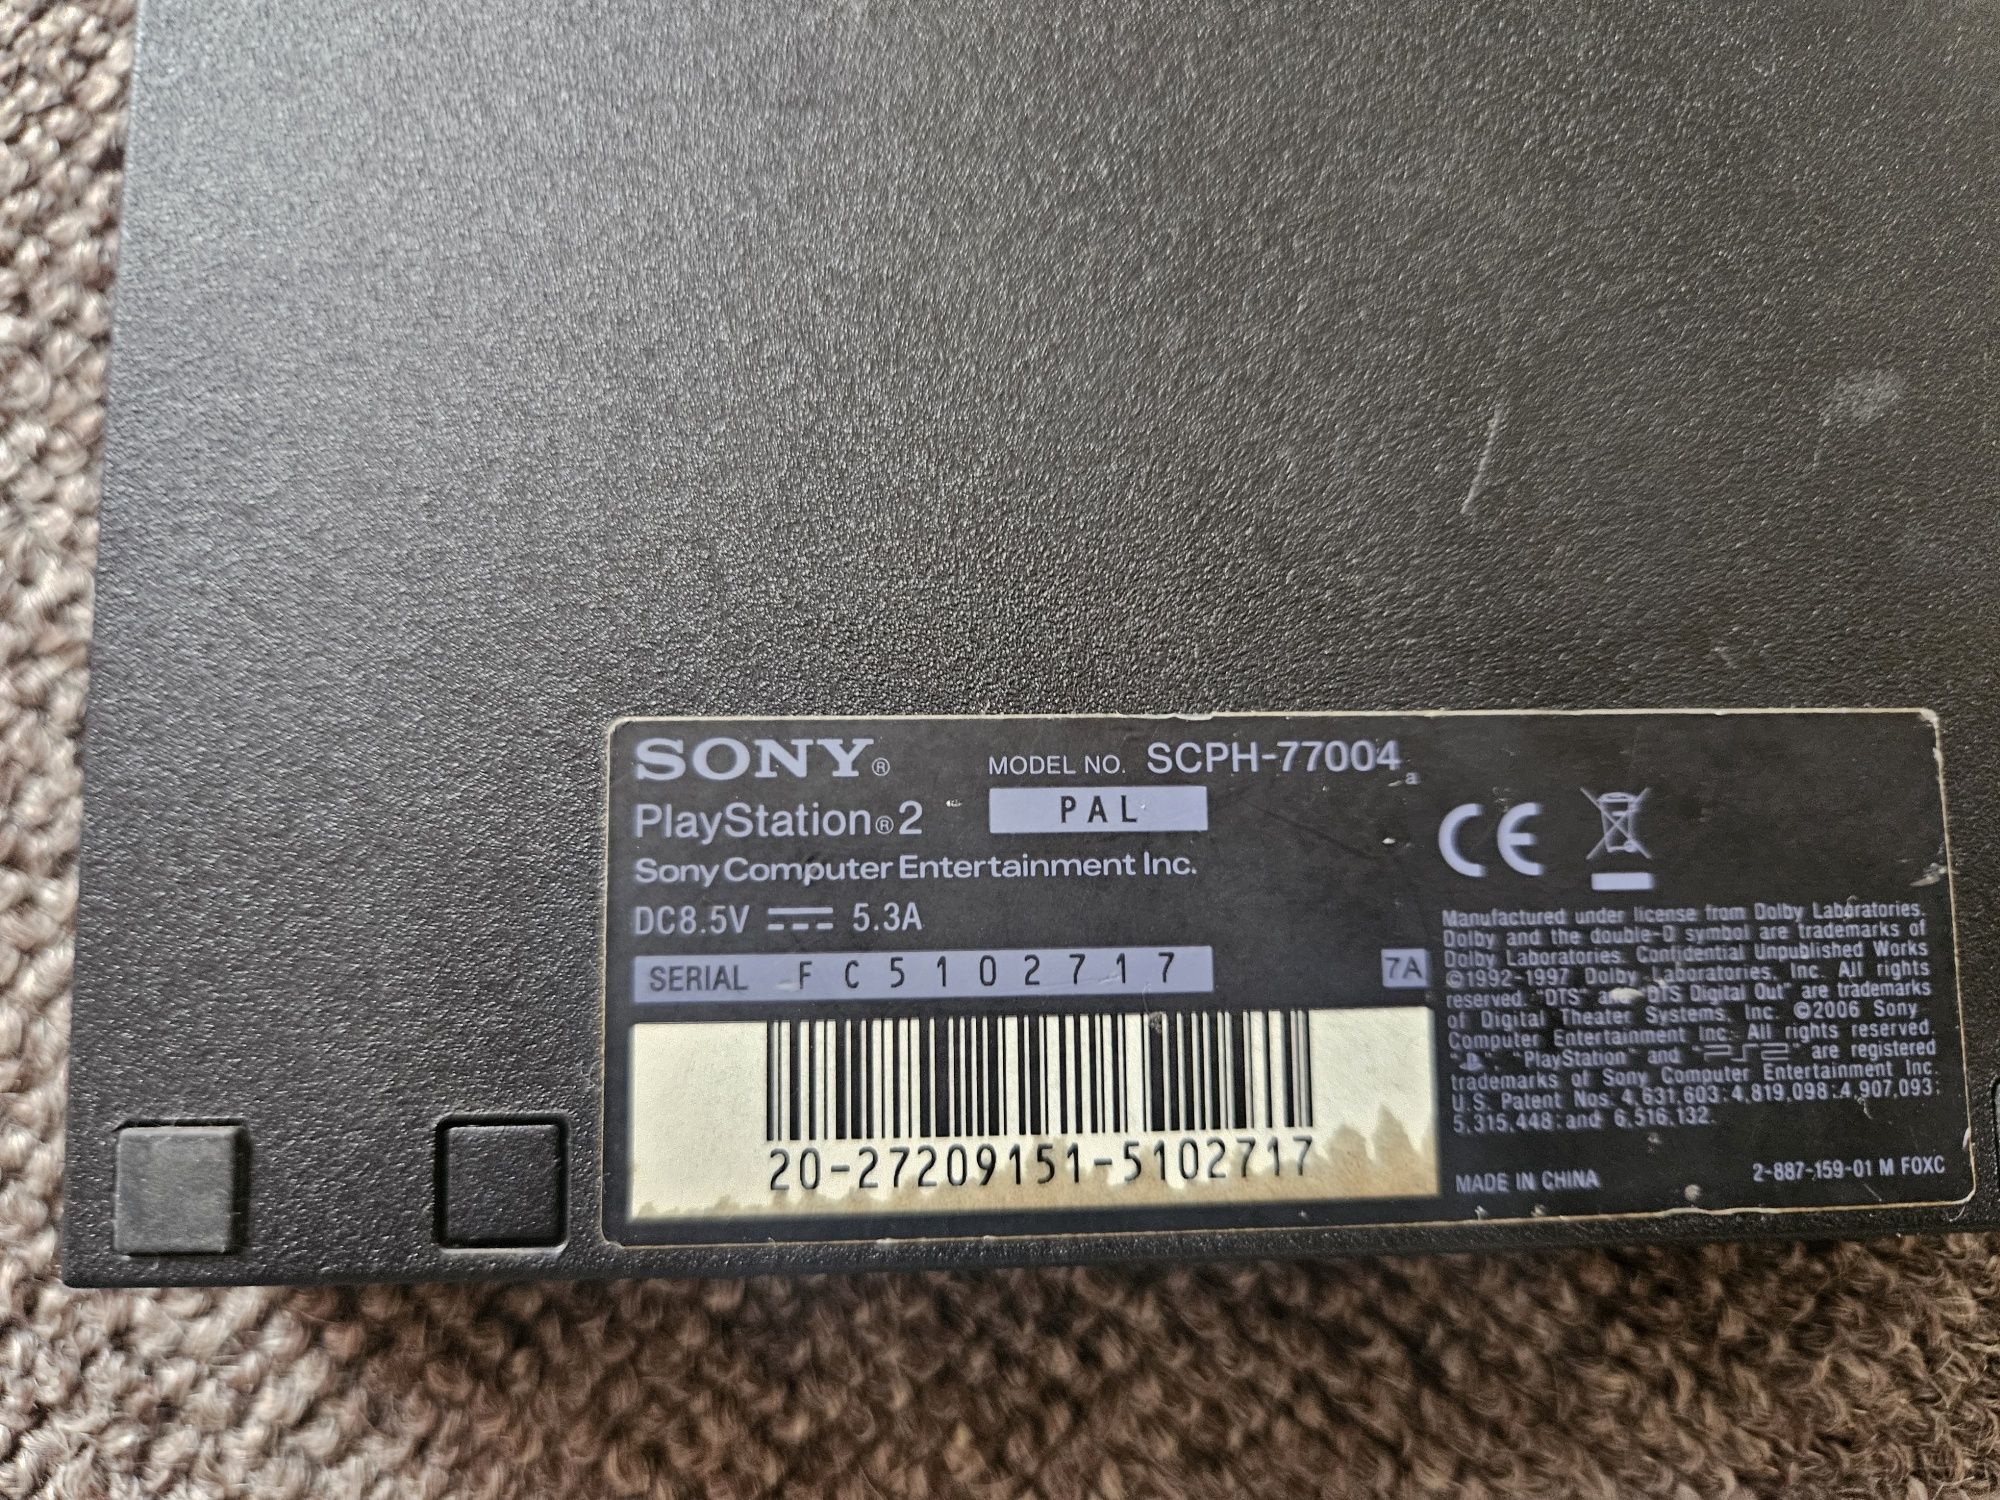 SONY®
MODEL NO. SCPH-77004 a
PlayStation®2
PAL
Sony Computer Entertainment Inc.
DC8.5V 5.3A
SERIAL FC5102717
7A
20-27209151-5102717
CE
Manufactured under license from Dolby Laboratories.
Dolby and the double-D symbol are trademarks of
Dolby Laboratories. Confidential Unpublished Works
©1992-1997 Dolby Laboratories, Inc. All rights
reserved. "DTS" and "DTS Digital Out" are trademarks
of Digital Theater Systems, Inc. ©2006 Sony
Computer Entertainment Inc. All rights reserved.
"PlayStation" and "PS2" are registered
trademarks of Sony Computer Entertainment Inc.
U.S. Patent Nos. 4,631,603;4,819,098;4,907,093;
5,315,448;and 6,516,132.
MADE IN CHINA
2-887-159-01 M FOXC